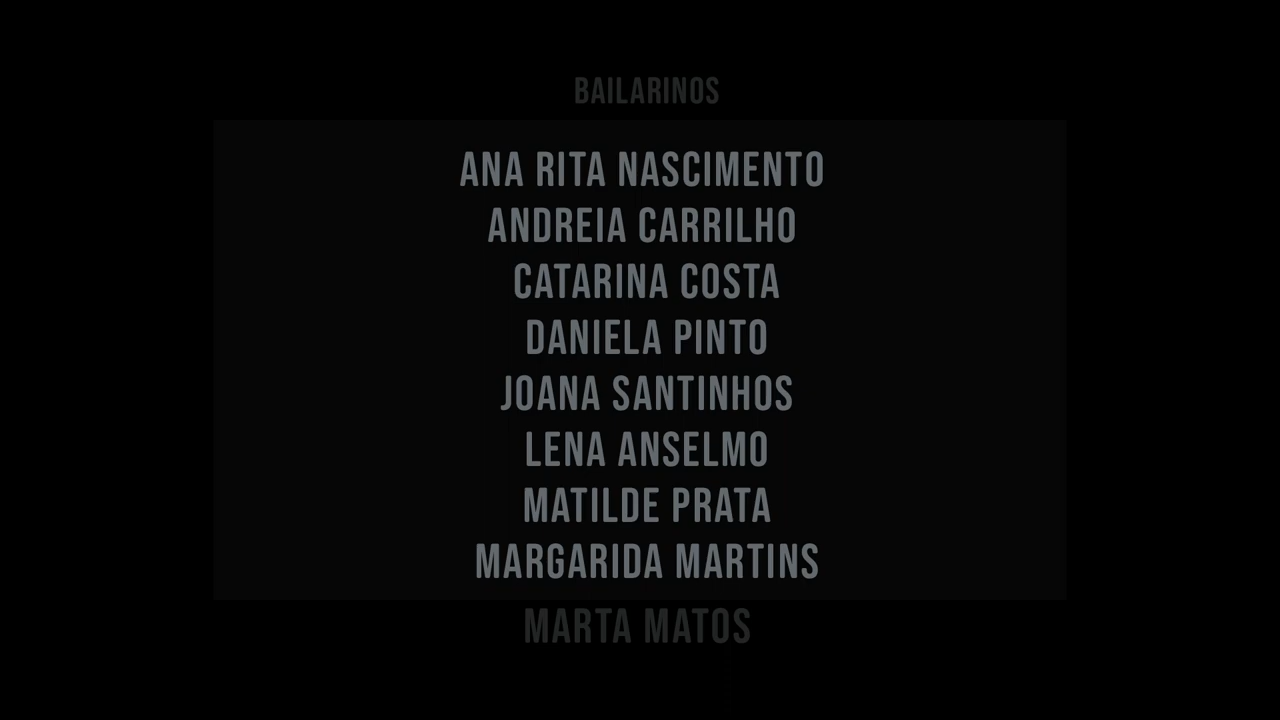 BAILARINOS
ANA RITA NASCIMENTO
ANDREIA CARRILHO
CATARINA COSTA
DANIELA PINTO
JOANA SANTINHOS
LENA ANSELMO
MATILDE PRATA
MARGARIDA MARTINS
MARTA MATOS